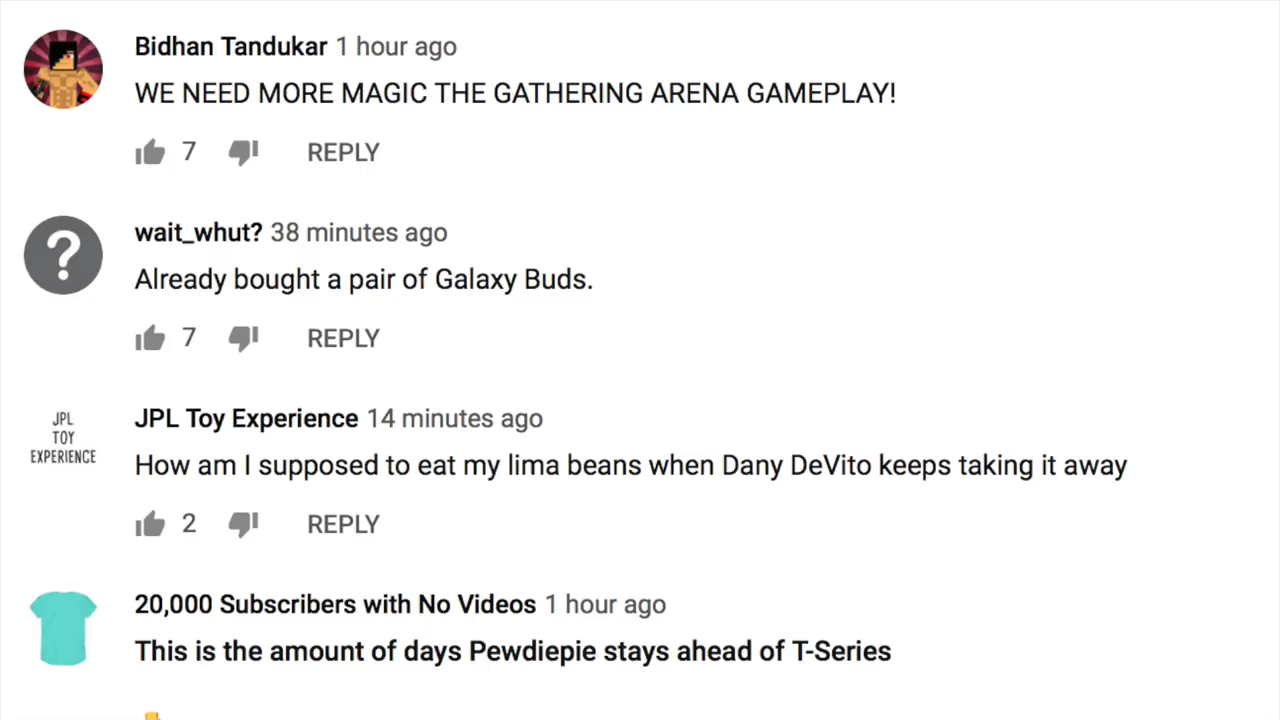 Bidhan Tandukar 1 hour ago
WE NEED MORE MAGIC THE GATHERING ARENA GAMEPLAY!
7 REPLY
?
wait_whut? 38 minutes ago
Already bought a pair of Galaxy Buds.
7 REPLY
JPL
TOY
EXPERIENCE
JPL Toy Experience 14 minutes ago
How am I supposed to eat my lima beans when Dany DeVito keeps taking it away
2 REPLY
20,000 Subscribers with No Videos 1 hour ago
This is the amount of days Pewdiepie stays ahead of T-Series